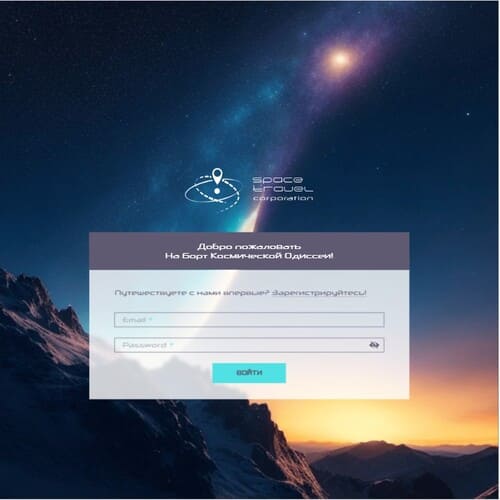 space
travel
corporation
Добро пожаловать
На Борт Космической Одиссеи!
Путешествуете с нами впервые? Зарегистрируйтесь!
Email *
Password *
ВОЙТИ